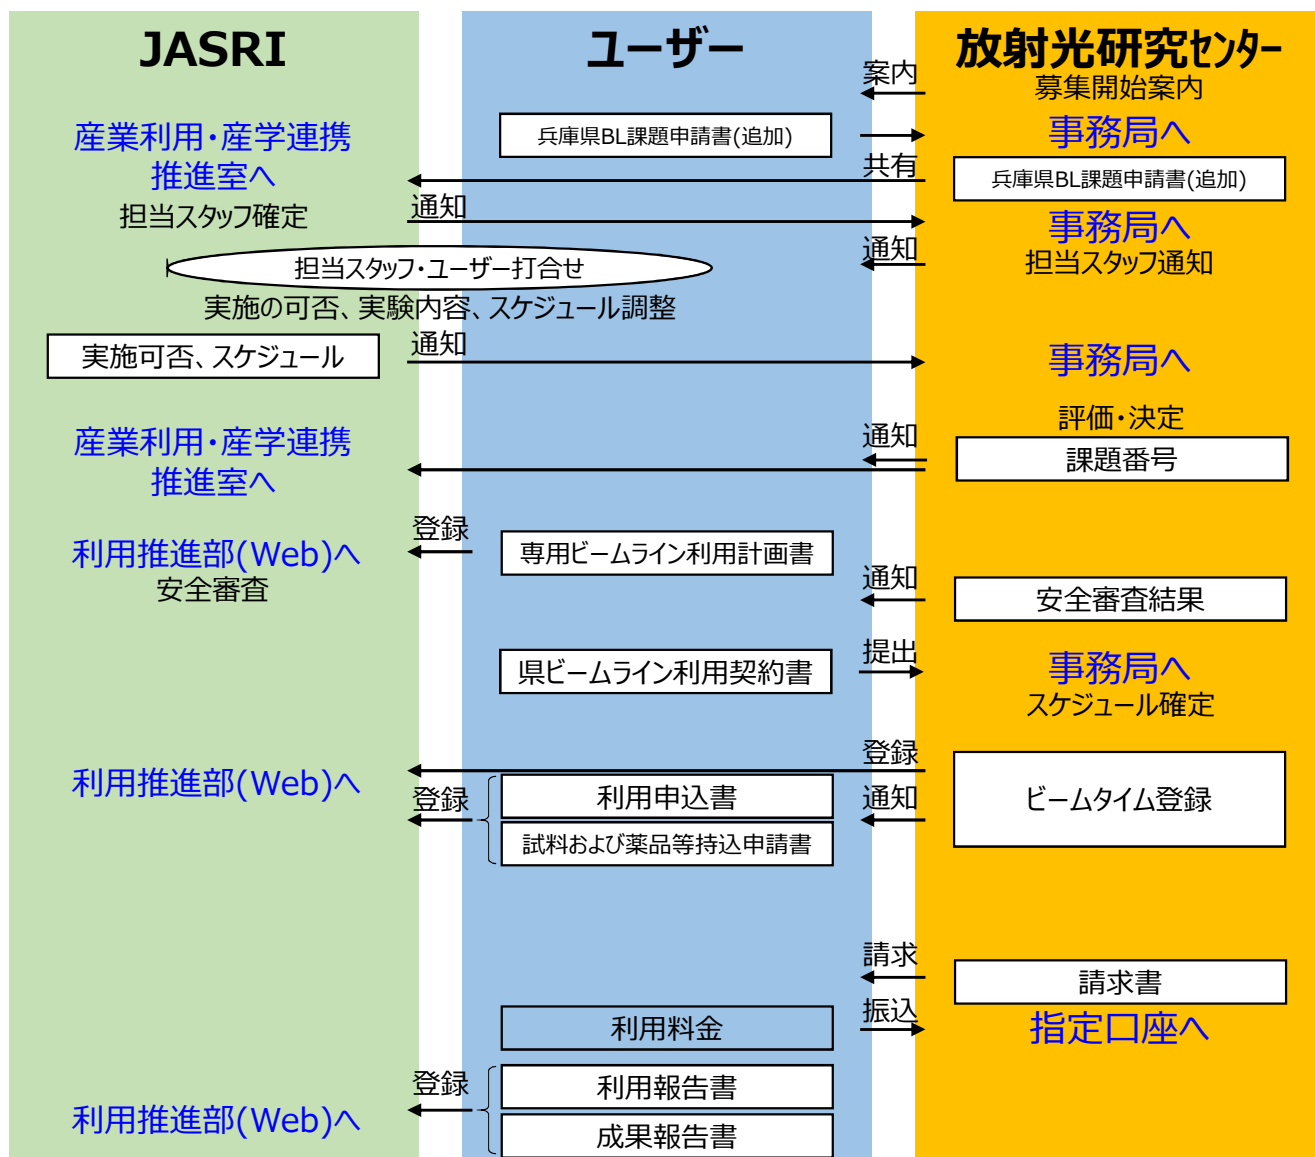 JASRI
ユーザー
放射光研究センター
案内
募集開始案内
産業利用・産学連携
推進室へ
兵庫県BL課題申請書(追加)
事務局へ
共有
兵庫県BL課題申請書(追加)
担当スタッフ確定
通知
事務局へ
担当スタッフ・ユーザー打合せ
通知
担当スタッフ通知
実施の可否、実験内容、スケジュール調整
実施可否、スケジュール
通知
事務局へ
評価・決定
産業利用・産学連携
推進室へ
通知
課題番号
利用推進部(Web)へ
安全審査
登録
専用ビームライン利用計画書
通知
安全審査結果
県ビームライン利用契約書
提出
事務局へ
スケジュール確定
登録
利用推進部(Web)へ
登録
利用申込書
試料および薬品等持込申請書
通知
ビームタイム登録
請求
請求書
利用料金
振込
指定口座へ
登録
利用推進部(Web)へ
利用報告書
成果報告書